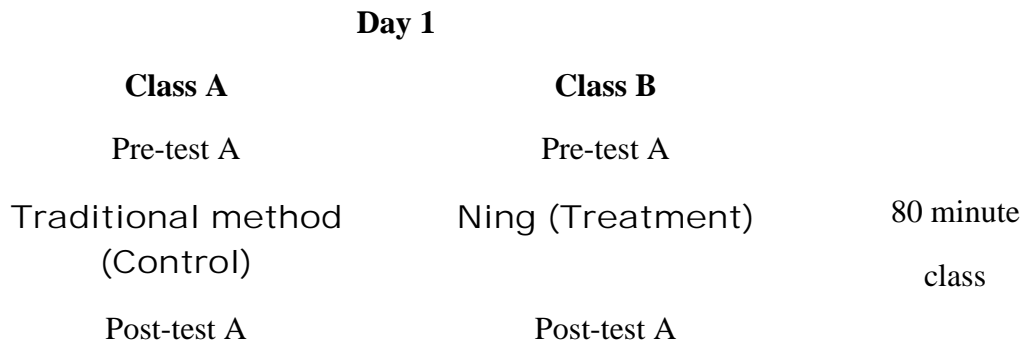 Day 1
Class A Class B
Pre-test A Pre-test A
Traditional method Ning (Treatment) 80 minute
(Control) class
Post-test A Post-test A